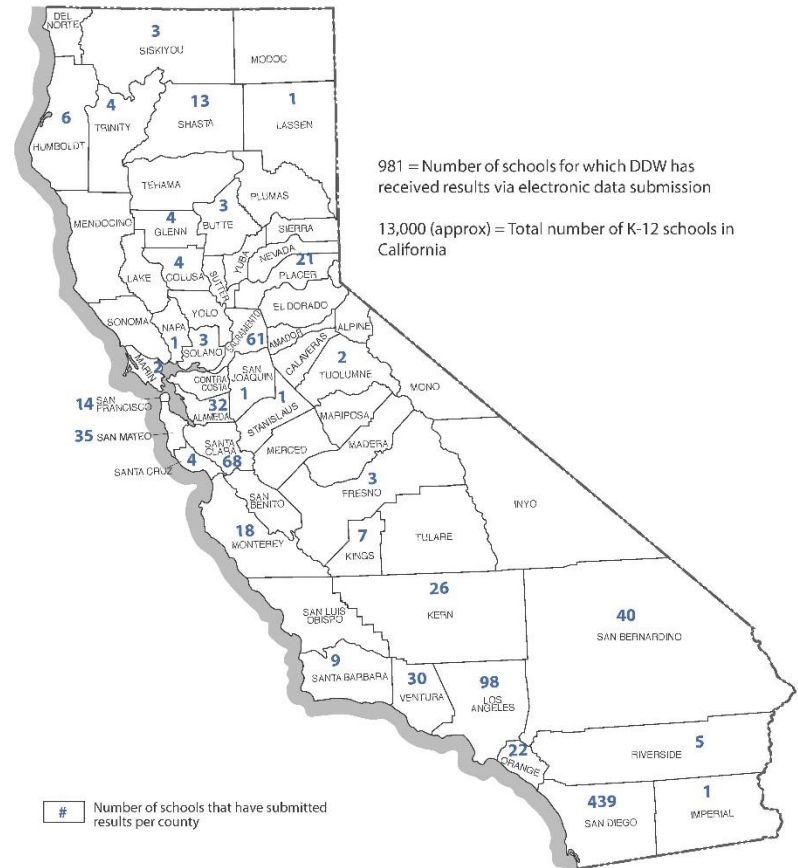 DEL
NORTE
3
SISKIYOU
MODOC
6
HUMBOLDT
4
TRINITY
13
SHASTA
1
LASSEN
981 = Number of schools for which DDW has
received results via electronic data submission
13,000 (approx) = Total number of K-12 schools in
California
TEHAMA
PLUMAS
MENDOCINO
4
GLENN
3
BUTTE
SIERRA
LAKE
4
COLUSA
SUTTER
YUBA
NEVADA
21
PLACER
SONOMA
NAPA
1
YOLO
3
SOLANO
SACRAMENTO
61
EL DORADO
AMADOR
ALPINE
MARIN
2
CONTRA
COSTA
SAN
JOAQUIN
1
CALAVERAS
2
TUOLUMNE
MONO
14 SAN
FRANCISCO
32
ALAMEDA
1
STANISLAUS
MARIPOSA
35 SAN MATEO
SANTA
CLARA
68
MERCED
MADERA
SANTA CRUZ
4
SAN
BENITO
3
FRESNO
INYO
18
MONTEREY
7
KINGS
TULARE
SAN LUIS
OBISPO
26
KERN
40
SAN BERNARDINO
9
SANTA BARBARA
30
VENTURA
98
LOS
ANGELES
22
ORANGE
5
RIVERSIDE
439
SAN DIEGO
1
IMPERIAL
# Number of schools that have submitted
results per county